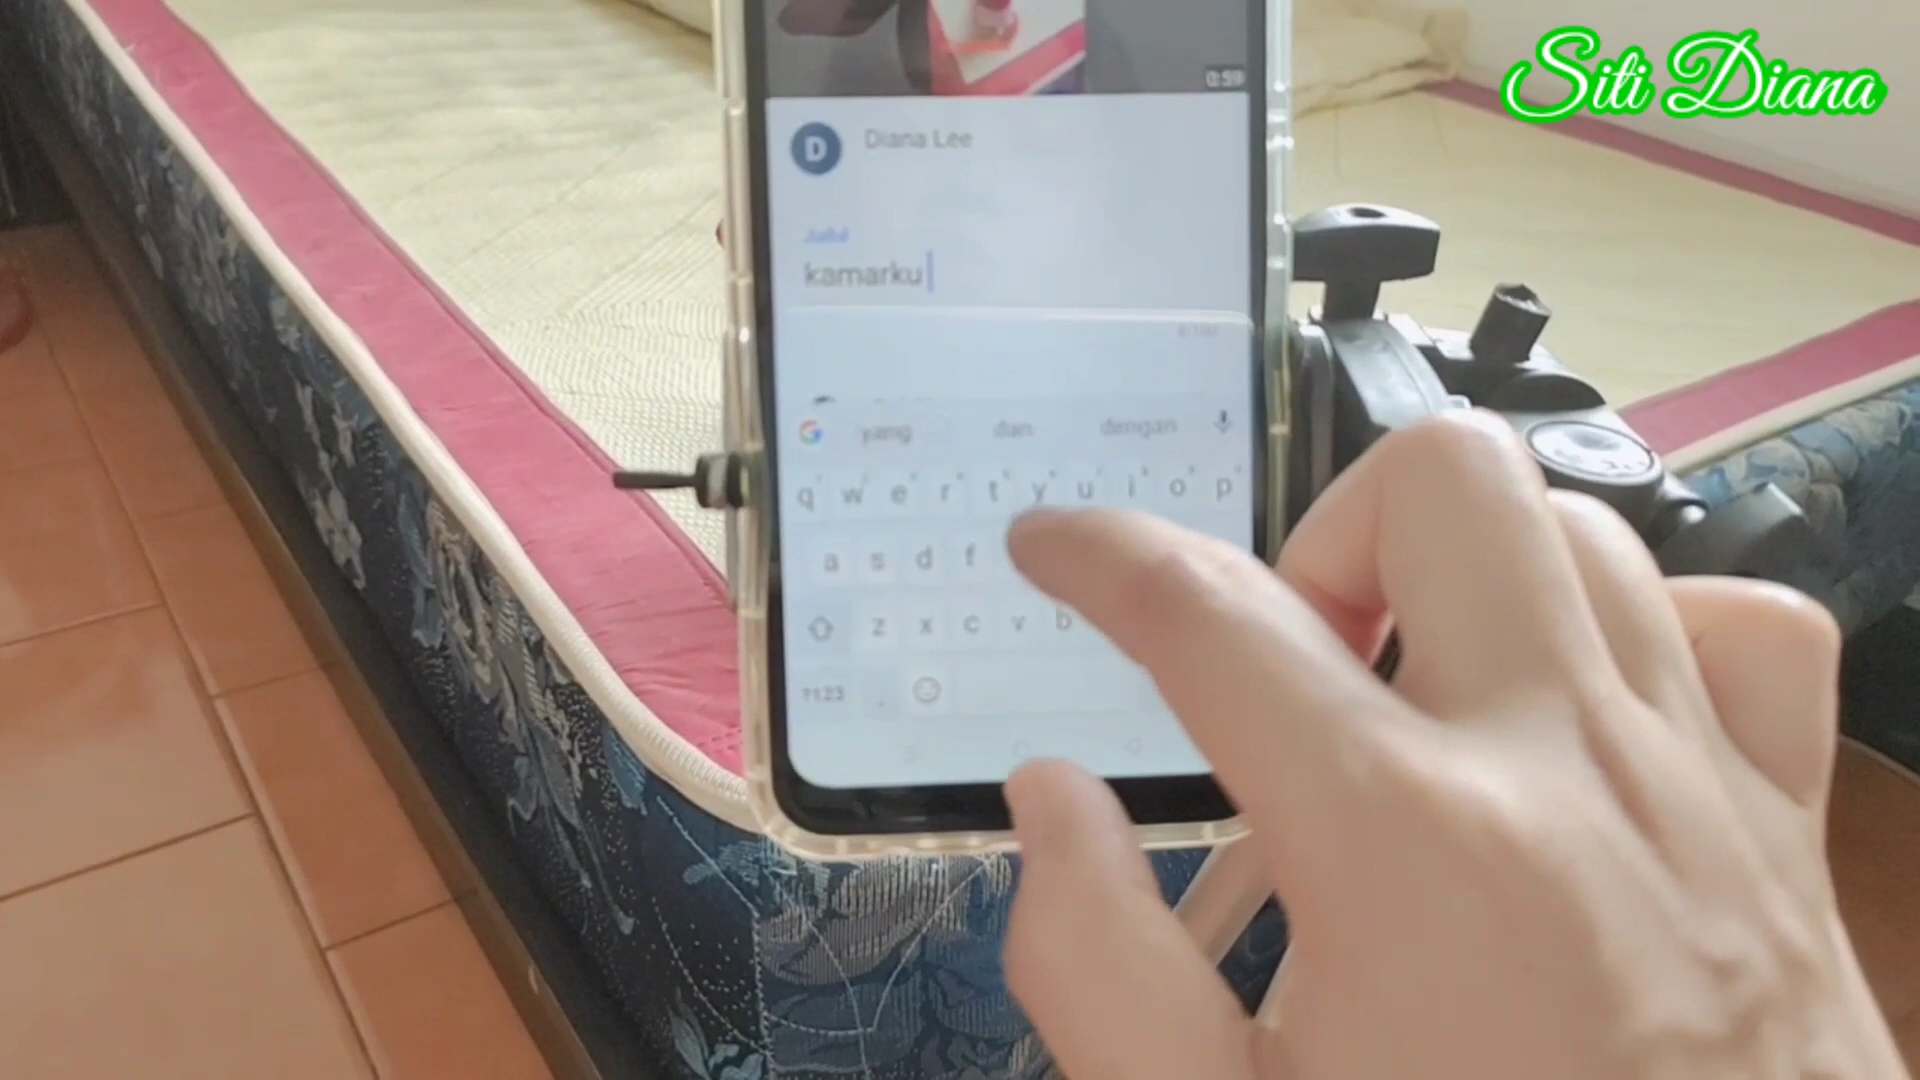 Siti Diana
0:59
D
Diana Lee
Judul
kamarku
yang dan dengan
q w e r t y u i o p
a s d f
z x c v b
?123 .